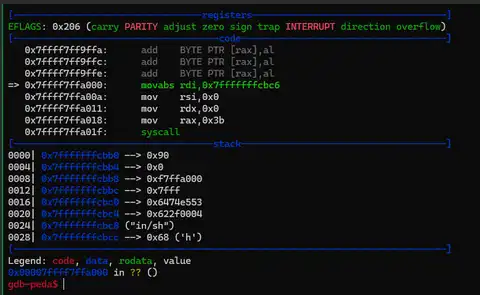 [------registers------]
EFLAGS: 0x206 (carry PARITY adjust zero sign trap INTERRUPT direction overflow)
[------code------]
0x7ffff7ff9ffa: add BYTE PTR [rax],al
0x7ffff7ff9ffc: add BYTE PTR [rax],al
0x7ffff7ff9ffe: add BYTE PTR [rax],al
=> 0x7ffff7ffa000: movabs rdi,0x7fffffffcbc6
0x7ffff7ffa00a: mov rsi,0x0
0x7ffff7ffa011: mov rdx,0x0
0x7ffff7ffa018: mov rax,0x3b
0x7ffff7ffa01f: syscall
[------stack------]
0000| 0x7fffffffcbb0 --> 0x90
0004| 0x7fffffffcbb4 --> 0x0
0008| 0x7fffffffcbb8 --> 0xf7ffa000
0012| 0x7fffffffcbbc --> 0x7fff
0016| 0x7fffffffcbc0 --> 0x6474e553
0020| 0x7fffffffcbc4 --> 0x622f0004
0024| 0x7fffffffcbc8 ("in/sh")
0028| 0x7fffffffcbcc --> 0x68 ('h')
[------]
Legend: code, data, rodata, value
0x00007ffff7ffa000 in ?? ()
gdb-peda$